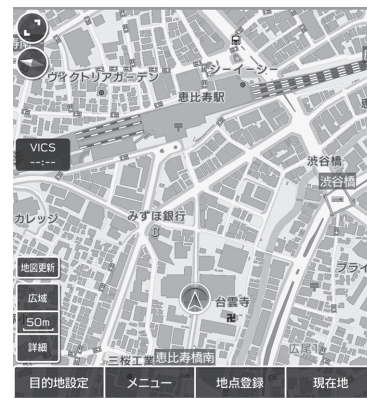 ヴィクトリアガーデン
ジーイーシー
恵比寿駅
VICS
--:--
渋谷橋
渋谷橋
カレッジ
みずほ銀行
地図更新
プライ
広域
50m
台雲寺
詳細
広尾1
三桜工業
恵比寿橋南
目的地設定
メニュー
地点登録
現在地